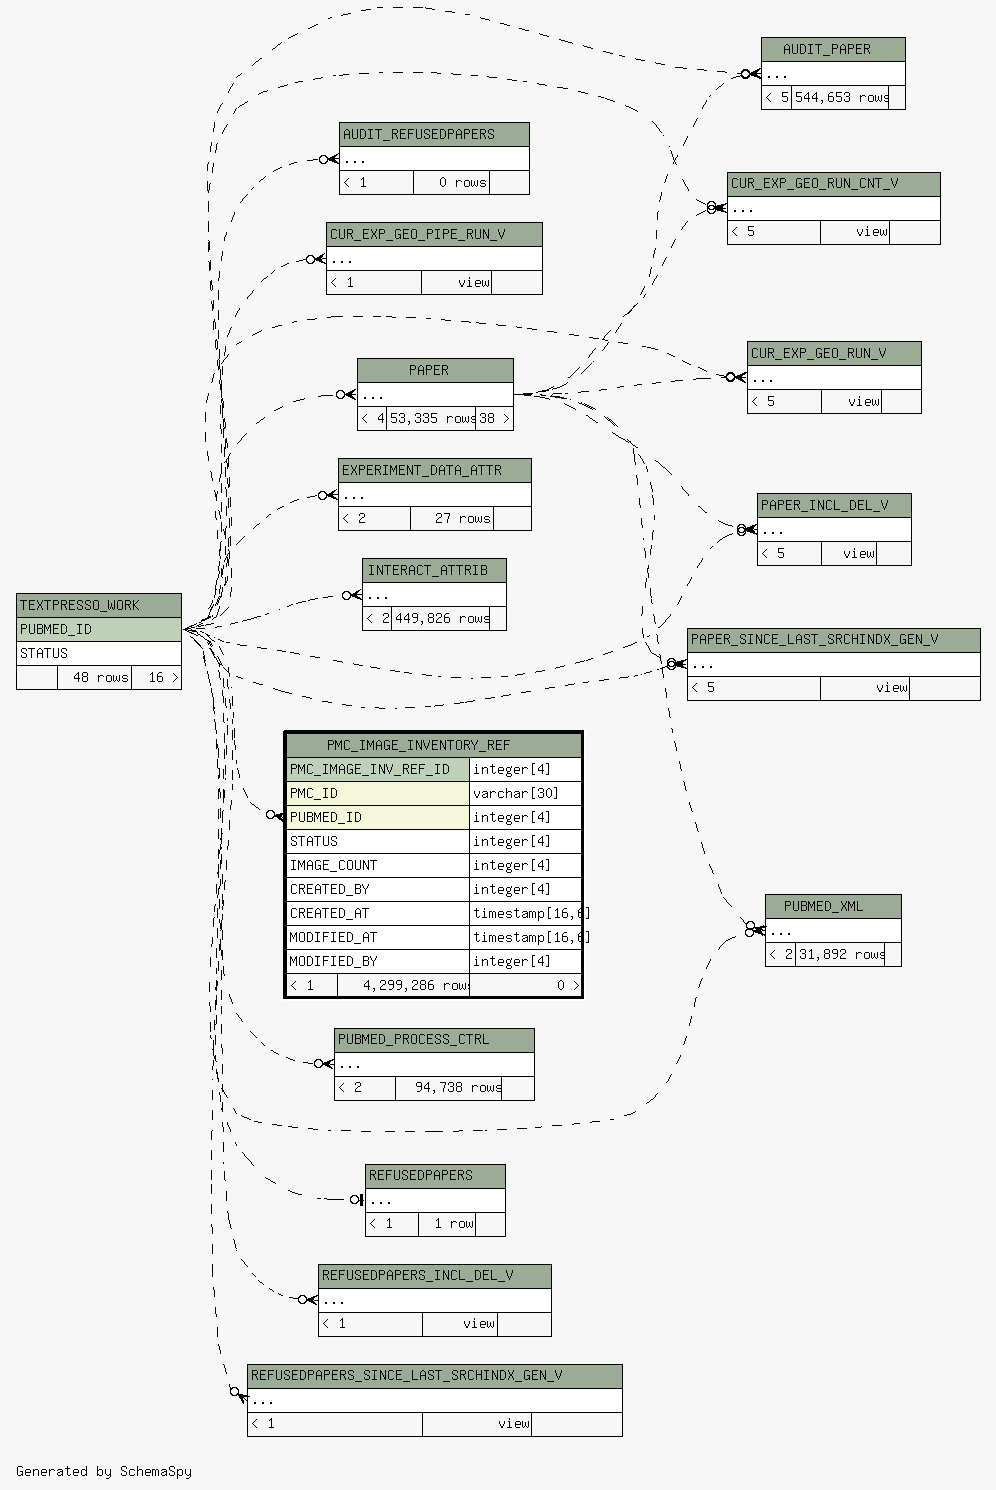 AUDIT_PAPER
...
< 5 544,653 rows
AUDIT_REFUSEDPAPERS
...
< 1 0 rows
CUR_EXP_GEO_RUN_CNT_V
...
< 5 view
CUR_EXP_GEO_PIPE_RUN_V
...
< 1 view
CUR_EXP_GEO_RUN_V
...
< 5 view
PAPER
...
< 4 53,335 rows 38 >
EXPERIMENT_DATA_ATTR
...
< 2 27 rows
PAPER_INCL_DEL_V
...
< 5 view
INTERACT_ATTRIB
...
< 2 449,826 rows
TEXTPRESSO_WORK
PUBMED_ID
STATUS
48 rows 16 >
PAPER_SINCE_LAST_SRCHINDX_GEN_V
...
< 5 view
PMC_IMAGE_INVENTORY_REF
PMC_IMAGE_INV_REF_ID integer[4]
PMC_ID varchar[30]
PUBMED_ID integer[4]
STATUS integer[4]
IMAGE_COUNT integer[4]
CREATED_BY integer[4]
CREATED_AT timestamp[16,6]
MODIFIED_AT timestamp[16,6]
MODIFIED_BY integer[4]
< 1 4,299,286 rows 0 >
PUBMED_XML
...
< 2 31,892 rows
PUBMED_PROCESS_CTRL
...
< 2 94,738 rows
REFUSEDPAPERS
...
< 1 1 row
REFUSEDPAPERS_INCL_DEL_V
...
< 1 view
REFUSEDPAPERS_SINCE_LAST_SRCHINDX_GEN_V
...
< 1 view
Generated by SchemaSpy